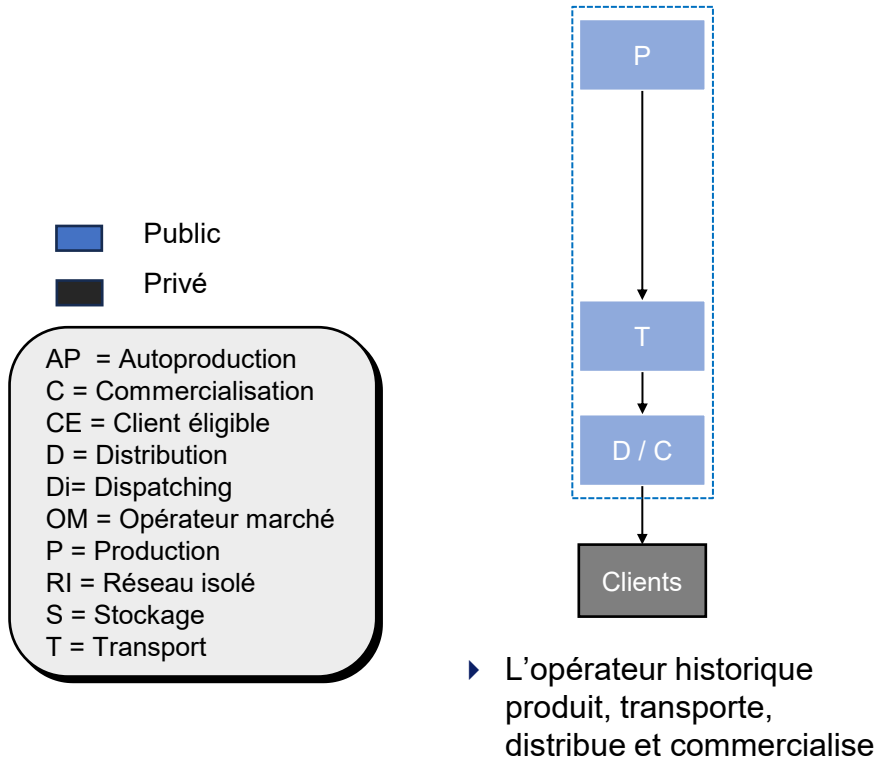 P
T
D / C
Clients
Public
Privé
AP  = Autoproduction
C = Commercialisation
CE = Client éligible
D = Distribution
Di= Dispatching
OM = Opérateur marché
P = Production
RI = Réseau isolé
S = Stockage
T = Transport
L’opérateur historique
produit, transporte,
distribue et commercialise